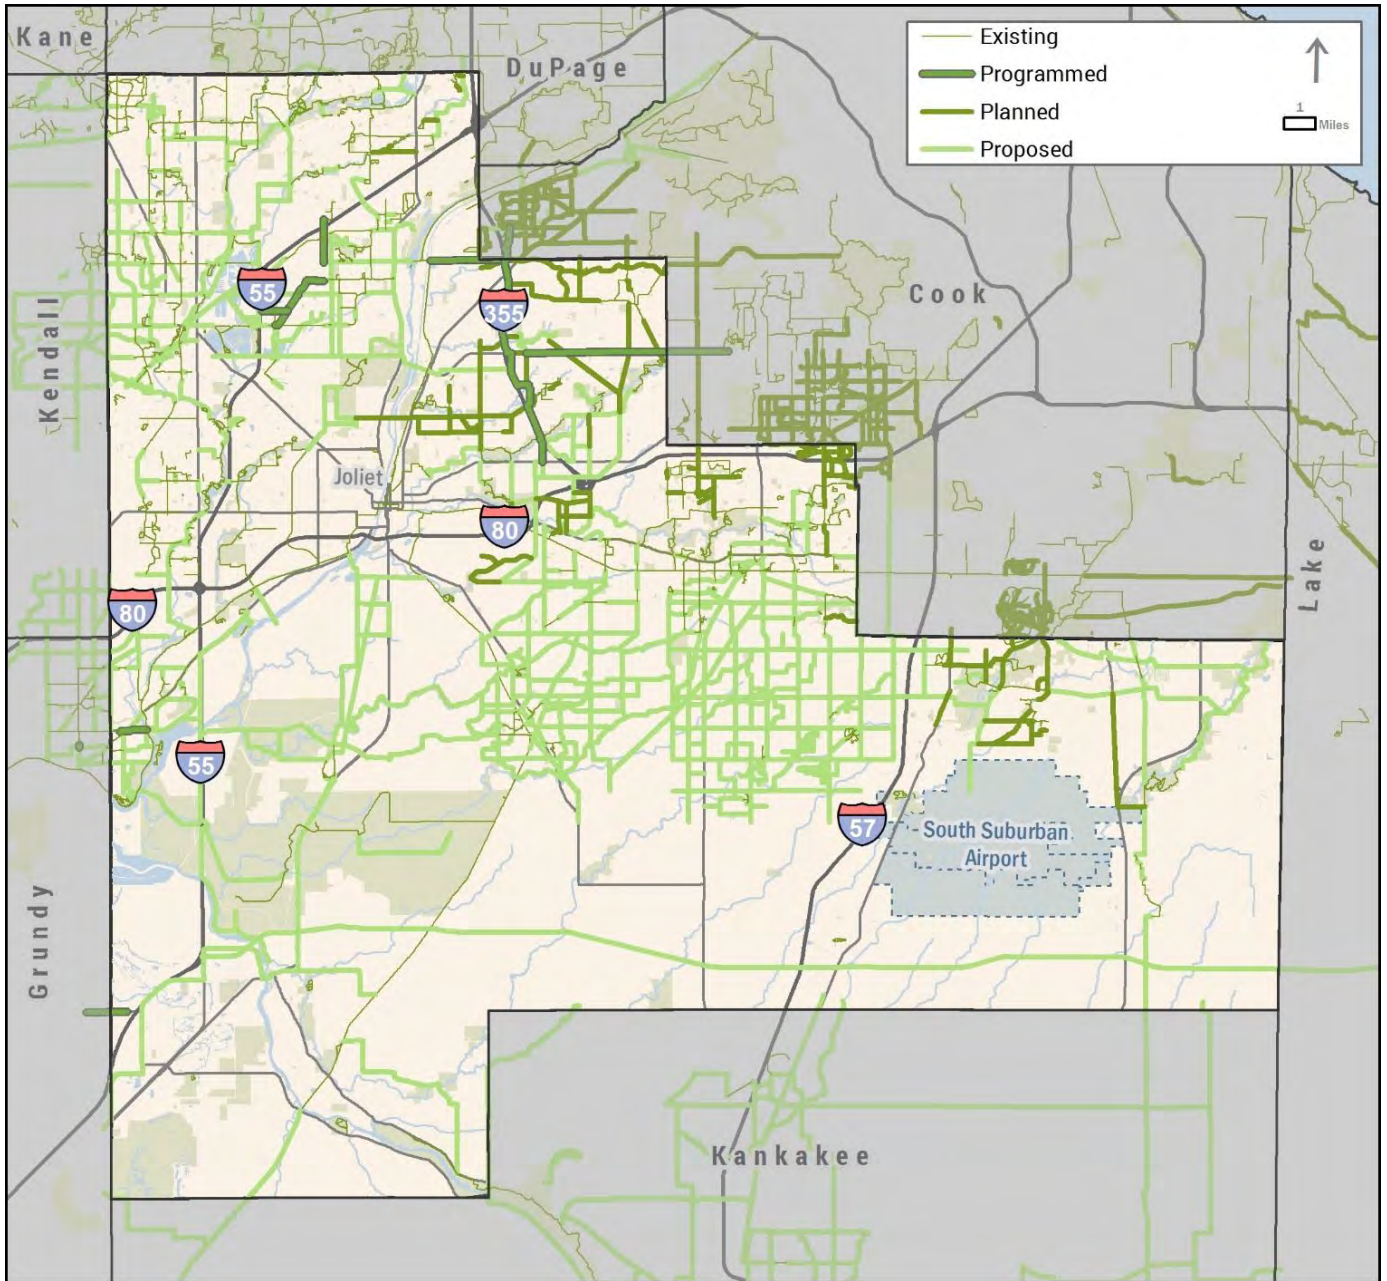 Kane
DuPage
Existing
Programmed
Planned
Proposed
1
Miles
55
355
Cook
Kendall
Joliet
80
80
Lake
55
57
South Suburban
Airport
Grundy
Kankakee